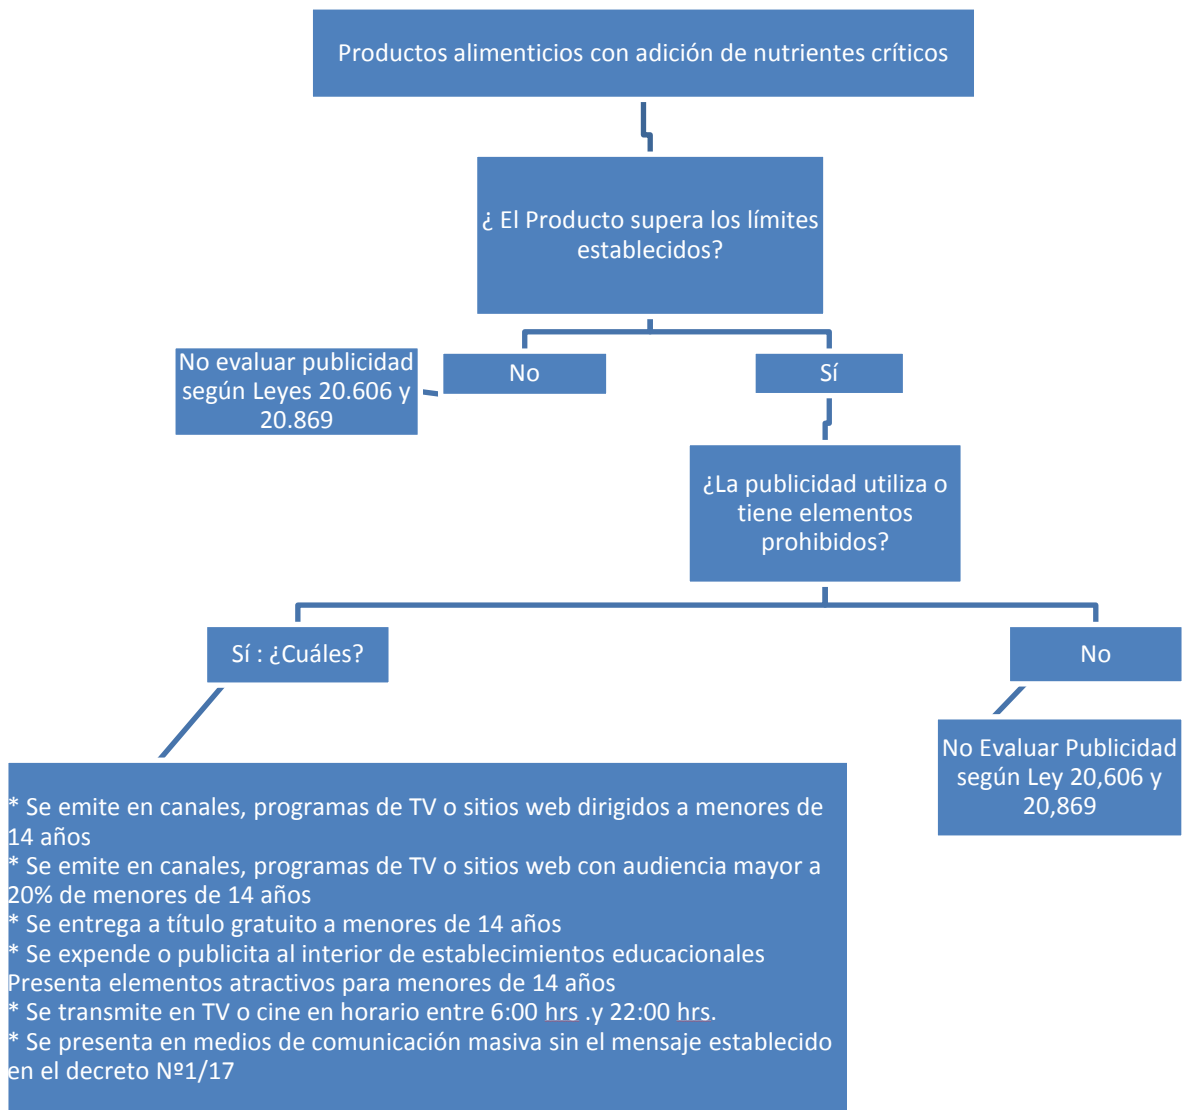 Productos alimenticios con adición de nutrientes críticos
¿ El Producto supera los límites
establecidos?
No evaluar publicidad
según Leyes 20.606 y
20.869
No
Sí
¿La publicidad utiliza o
tiene elementos
prohibidos?
Sí : ¿Cuáles?
No
No Evaluar Publicidad
según Ley 20,606 y
20,869
* Se emite en canales, programas de TV o sitios web dirigidos a menores de
14 años
* Se emite en canales, programas de TV o sitios web con audiencia mayor a
20% de menores de 14 años
* Se entrega a título gratuito a menores de 14 años
* Se expende o publicita al interior de establecimientos educacionales
Presenta elementos atractivos para menores de 14 años
* Se transmite en TV o cine en horario entre 6:00 hrs .y 22:00 hrs.
* Se presenta en medios de comunicación masiva sin el mensaje establecido
en el decreto Nº1/17